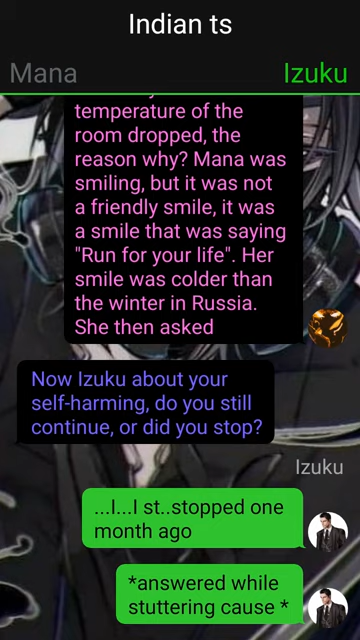 Indian ts
Mana
Izuku
temperature of the
room dropped, the
reason why? Mana was
smiling, but it was not
a friendly smile, it was
a smile that was saying
"Run for your life". Her
smile was colder than
the winter in Russia.
She then asked
Now Izuku about your
self-harming, do you still
continue, or did you stop?
Izuku
...I...I st..stopped one
month ago
*answered while
stuttering cause *